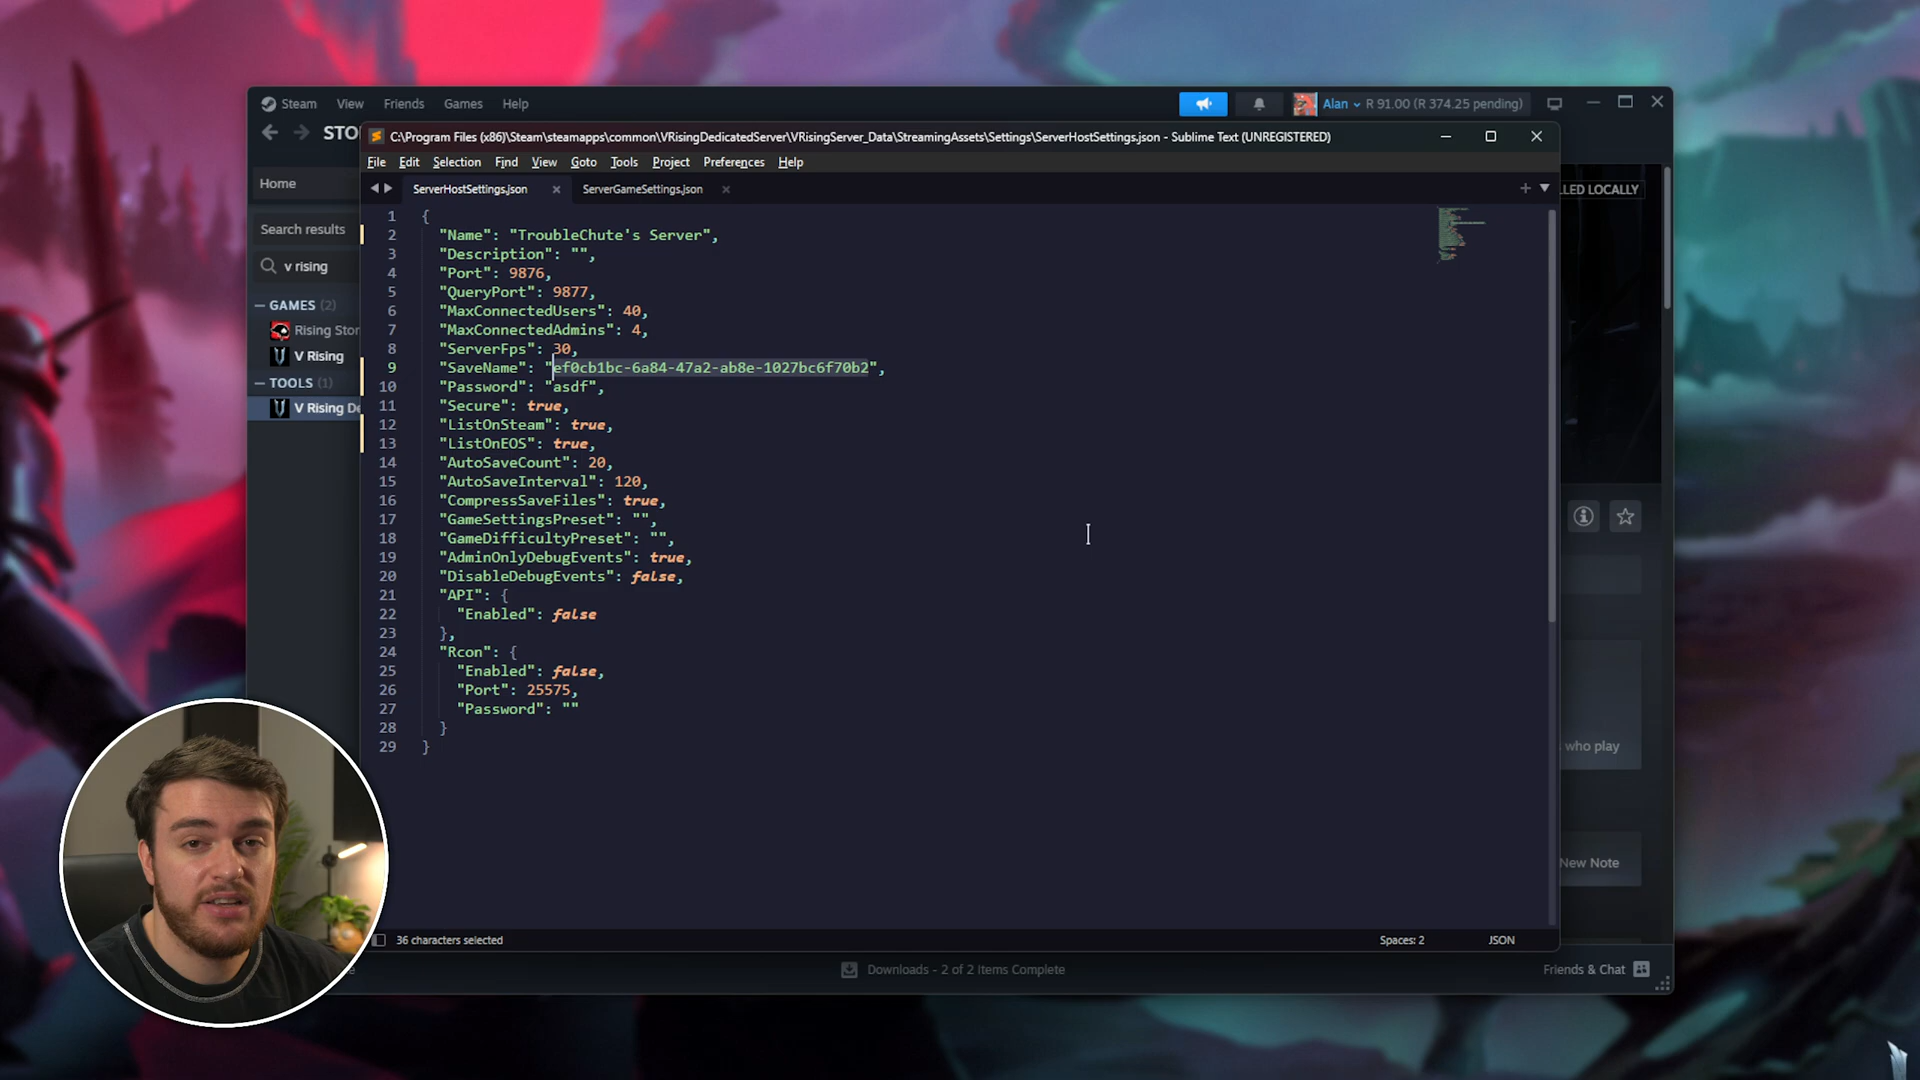 Steam View Friends Games Help
Alan R 91.00 (R 374.25 pending)
STO
C:\Program Files (x86)\Steam\steamapps\common\VRisingDedicatedServer\VRisingServer_Data\StreamingAssets\Settings\ServerHostSettings.json - Sublime Text (UNREGISTERED)
File Edit Selection Find View Goto Tools Project Preferences Help
Home
ServerHostSettings.json ServerGameSettings.json
LLED LOCALLY
Search results
v rising
GAMES (2)
Rising Stor
V Rising
TOOLS (1)
V Rising De
1 {
2 "Name": "TroubleChute's Server",
3 "Description": "",
4 "Port": 9876,
5 "QueryPort": 9877,
6 "MaxConnectedUsers": 40,
7 "MaxConnectedAdmins": 4,
8 "ServerFps": 30,
9 "SaveName": "ef0cb1bc-6a84-47a2-ab8e-1027bc6f70b2",
10 "Password": "asdf",
11 "Secure": true,
12 "ListOnSteam": true,
13 "ListOnEOS": true,
14 "AutoSaveCount": 20,
15 "AutoSaveInterval": 120,
16 "CompressSaveFiles": true,
17 "GameSettingsPreset": "",
18 "GameDifficultyPreset": "",
19 "AdminOnlyDebugEvents": true,
20 "DisableDebugEvents": false,
21 "API": {
22 "Enabled": false
23 },
24 "Rcon": {
25 "Enabled": false,
26 "Port": 25575,
27 "Password": ""
28 }
29 }
who play
New Note
36 characters selected
Spaces: 2 JSON
Downloads - 2 of 2 Items Complete
Friends & Chat